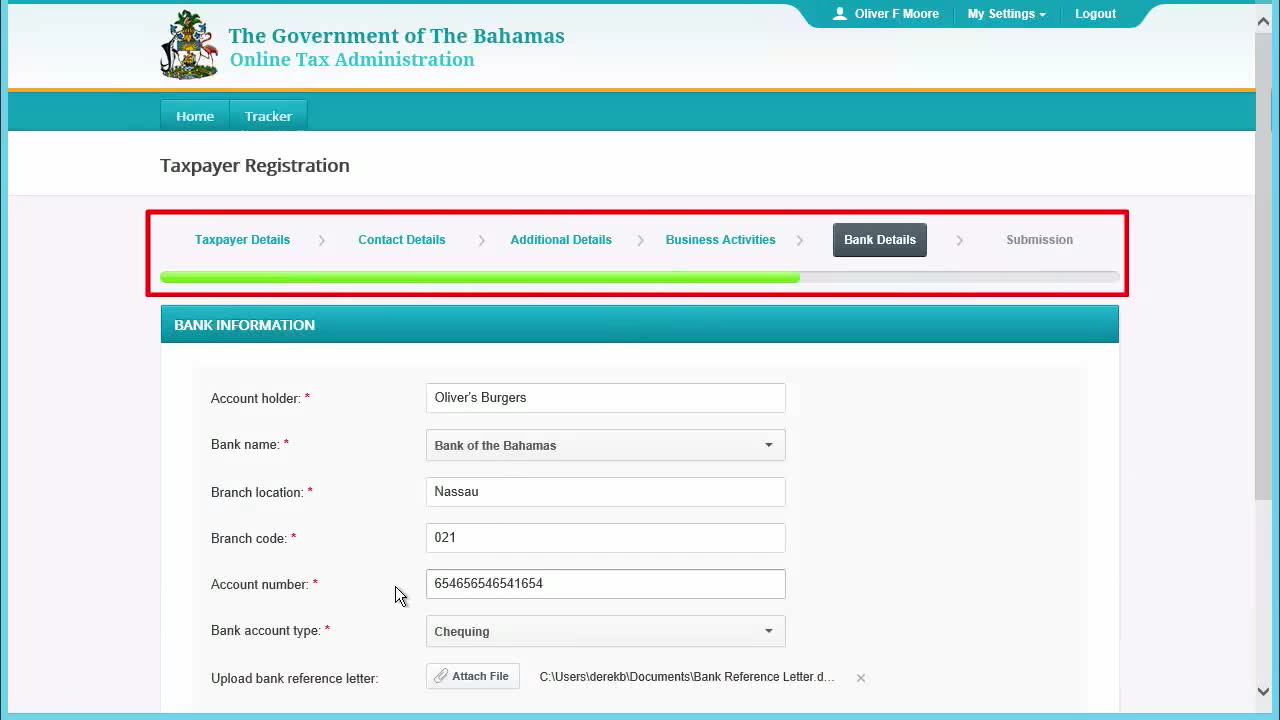 Oliver F Moore My Settings Logout
The Government of The Bahamas
Online Tax Administration
Home Tracker
Taxpayer Registration
Taxpayer Details Contact Details Additional Details Business Activities Bank Details Submission
BANK INFORMATION
Account holder: * Oliver's Burgers
Bank name: * Bank of the Bahamas
Branch location: * Nassau
Branch code: * 021
Account number: * 654656546541654
Bank account type: * Chequing
Upload bank reference letter: Attach File C:\Users\derekb\Documents\Bank Reference Letter.d...